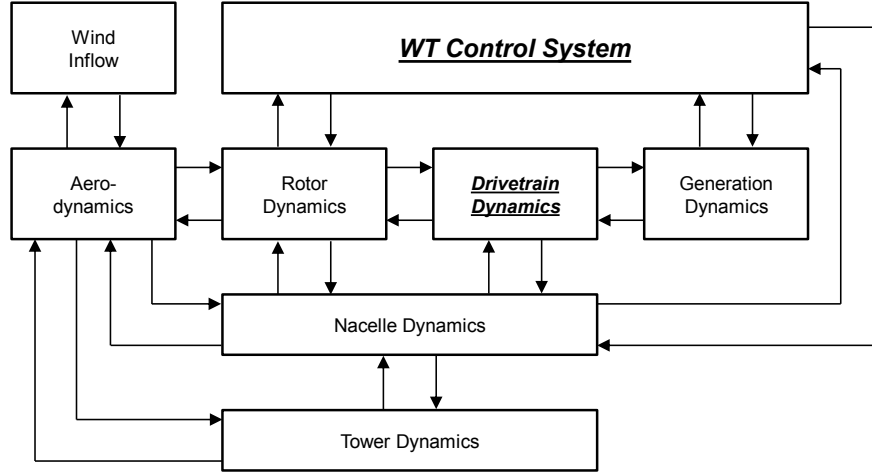 Wind
Inflow
WT Control System
Aero-
dynamics
Rotor
Dynamics
Drivetrain
Dynamics
Generation
Dynamics
Nacelle Dynamics
Tower Dynamics